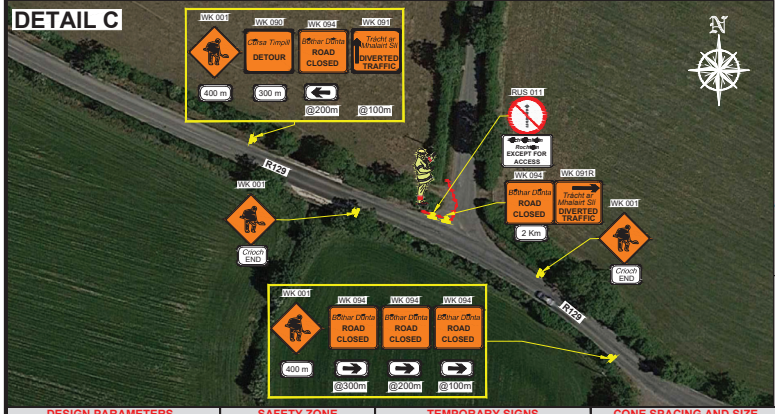 DETAIL C
WK 001
WK 090
WK 094
WK 091
Cursa Timpill
DETOUR
Bóthar Dúnta
ROAD
CLOSED
Trácht ar
Mhalairt Slí
DIVERTED
TRAFFIC
400 m
300 m
@200m
@100m
N
RUS 011
Rochtain
EXCEPT FOR
ACCESS
R129
WK 001
Críoch
END
WK 094
WK 091R
Bóthar Dúnta
ROAD
CLOSED
Trácht ar
Mhalairt Slí
DIVERTED
TRAFFIC
2 Km
WK 001
Críoch
END
R129
WK 001
WK 094
WK 094
WK 094
Bóthar Dúnta
ROAD
CLOSED
Bóthar Dúnta
ROAD
CLOSED
Bóthar Dúnta
ROAD
CLOSED
400 m
@300m
@200m
@100m
DESIGN PARAMETERS
SAFETY ZONE
TEMPORARY SIGNS
CONE SPACING AND SIZE